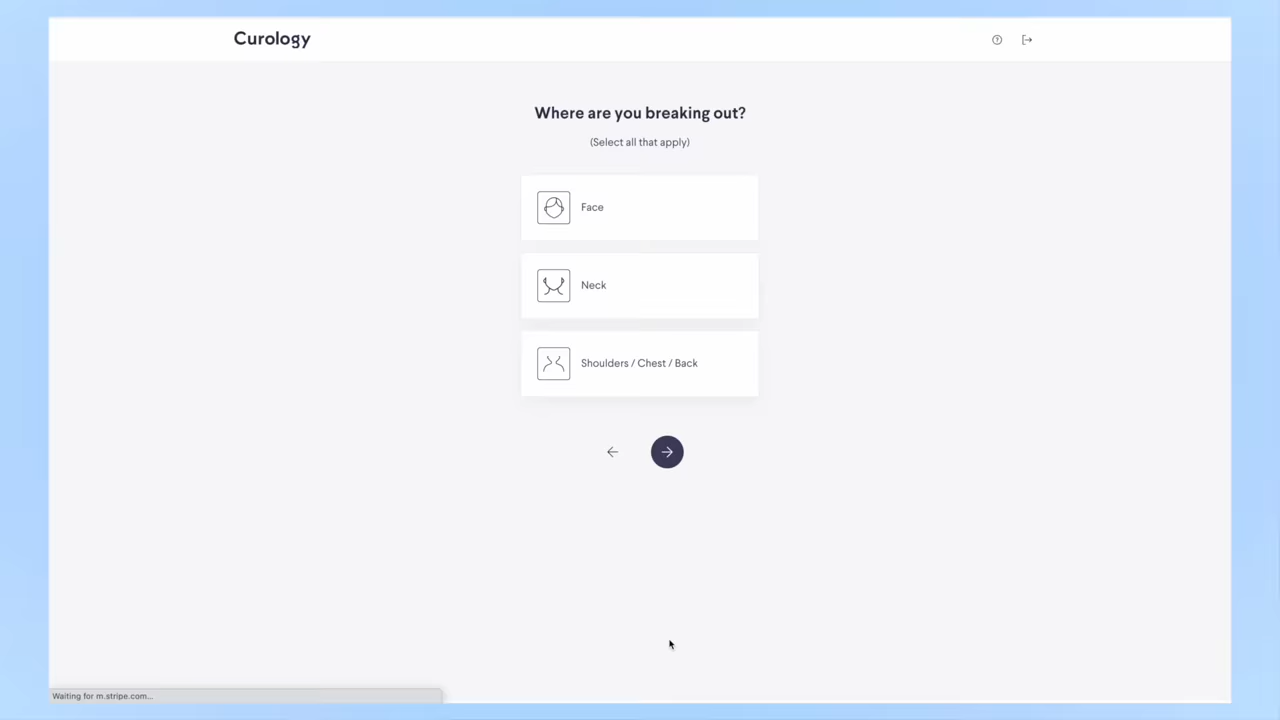 Curology
Where are you breaking out?
(Select all that apply)
Face
Neck
Shoulders / Chest / Back
Waiting for m.stripe.com...